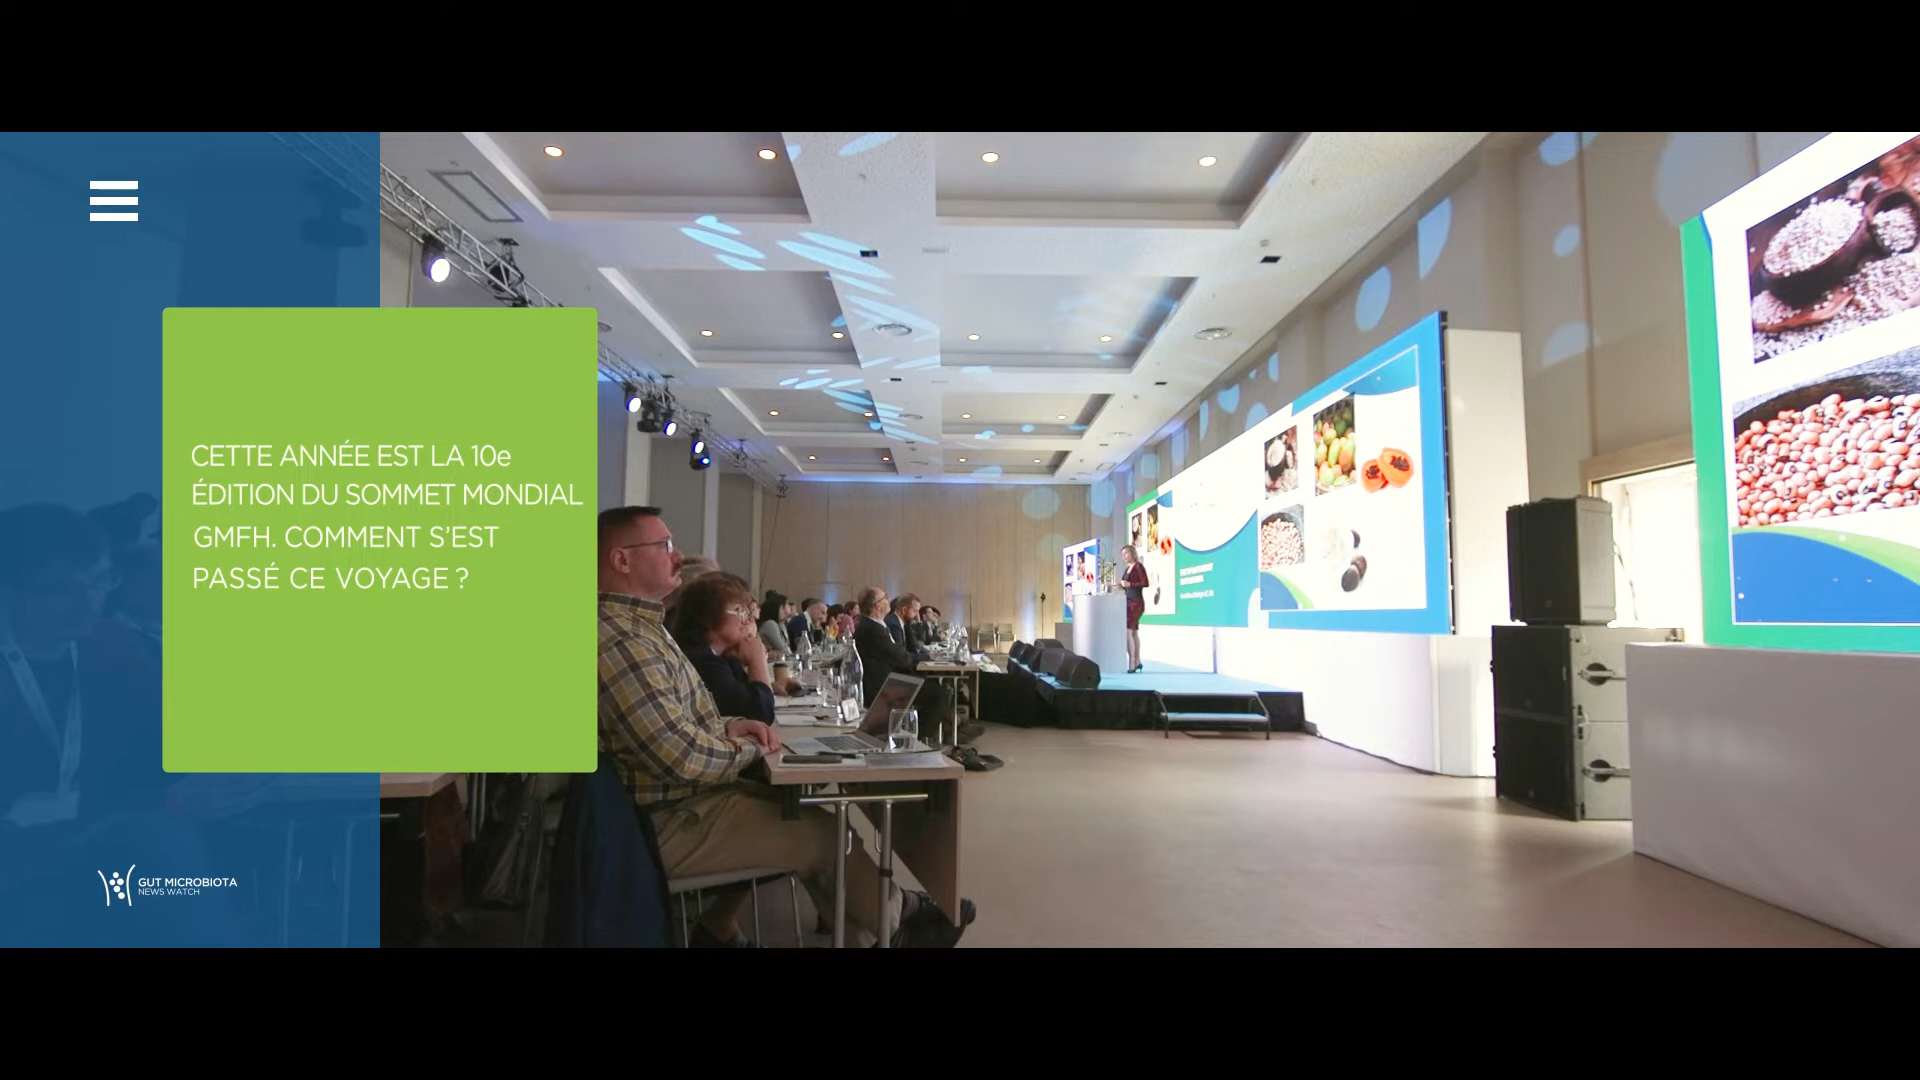 CETTE ANNÉE EST LA 10e
ÉDITION DU SOMMET MONDIAL
GMFH. COMMENT S'EST
PASSÉ CE VOYAGE ?
GUT MICROBIOTA
NEWS WATCH